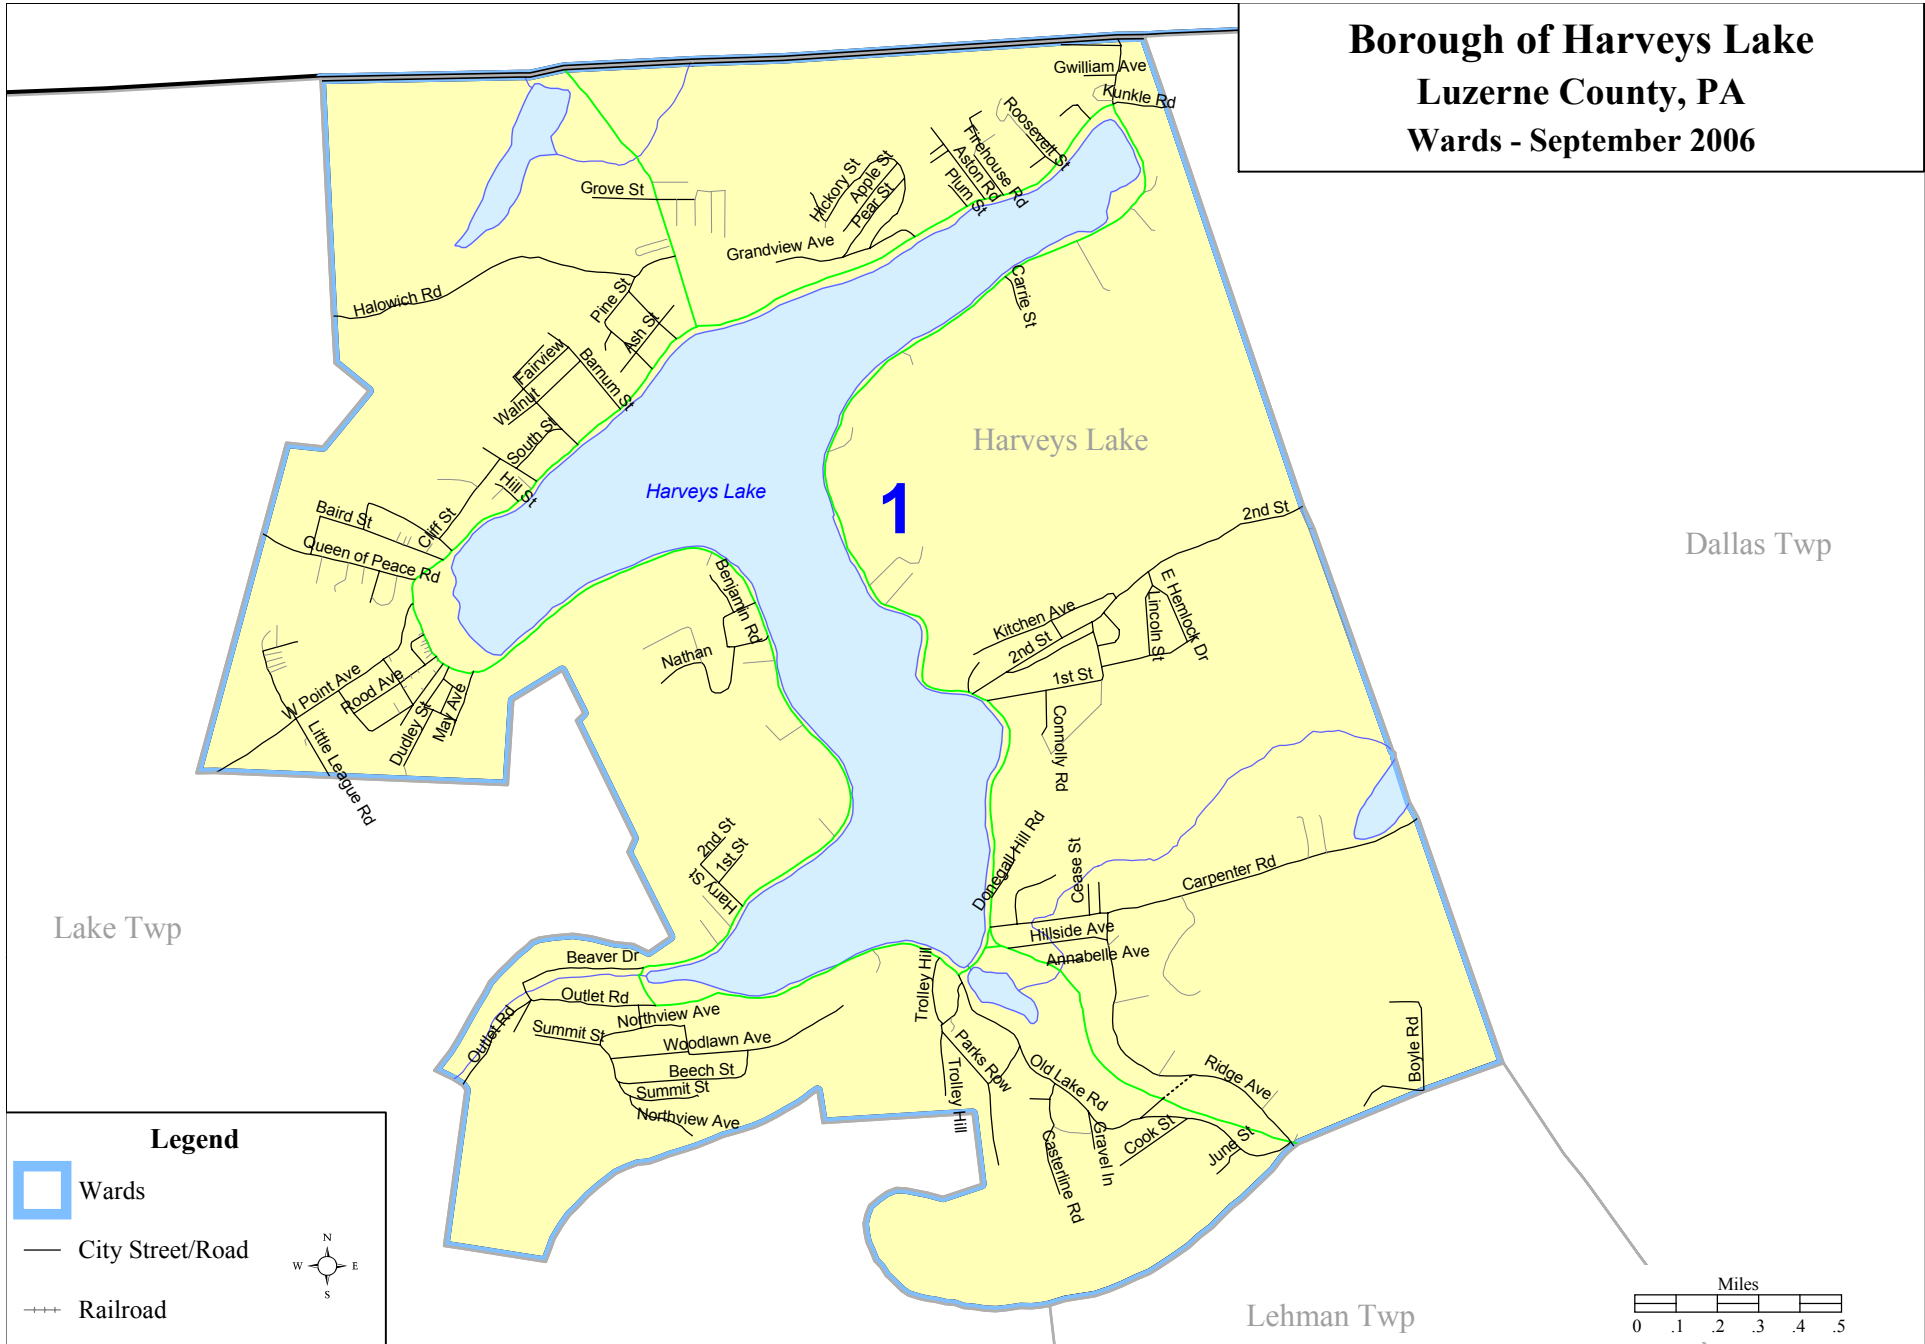 Borough of Harveys Lake
Luzerne County, PA
Wards - September 2006
Gwilliam Ave
Kunkle Rd
Roosevelt St
Firehouse Rd
Aston Rd
Plum St
Hickory St
Apple St
Pear St
Grove St
Grandview Ave
Halowich Rd
Pine St
Ash St
Carrie St
Fairview
Barnum St
Walnut
South St
Hill St
Harveys Lake
Harveys Lake
1
2nd St
Dallas Twp
Baird St
Cliff St
Queen of Peace Rd
Benjamin Rd
Nathan
E Hemlock Dr
Lincoln St
Kitchen Ave
2nd St
1st St
Connolly Rd
W Point Ave
Rood Ave
Dudley St
May Ave
Little League Rd
2nd St
1st St
Harry St
Donegall Hill Rd
Cease St
Carpenter Rd
Hillside Ave
Annabelle Ave
Lake Twp
Beaver Dr
Outlet Rd
Outlet Rd
Northview Ave
Summit St
Woodlawn Ave
Beech St
Summit St
Northview Ave
Trolley Hill
Parks Row
Trolley Hill
Old Lake Rd
Ridge Ave
Boyle Rd
Cook St
Gravel ln
June St
Casterline Rd
Lehman Twp
Legend
Wards
City Street/Road
Railroad
N
W E
S
Miles
0 .1 .2 .3 .4 .5